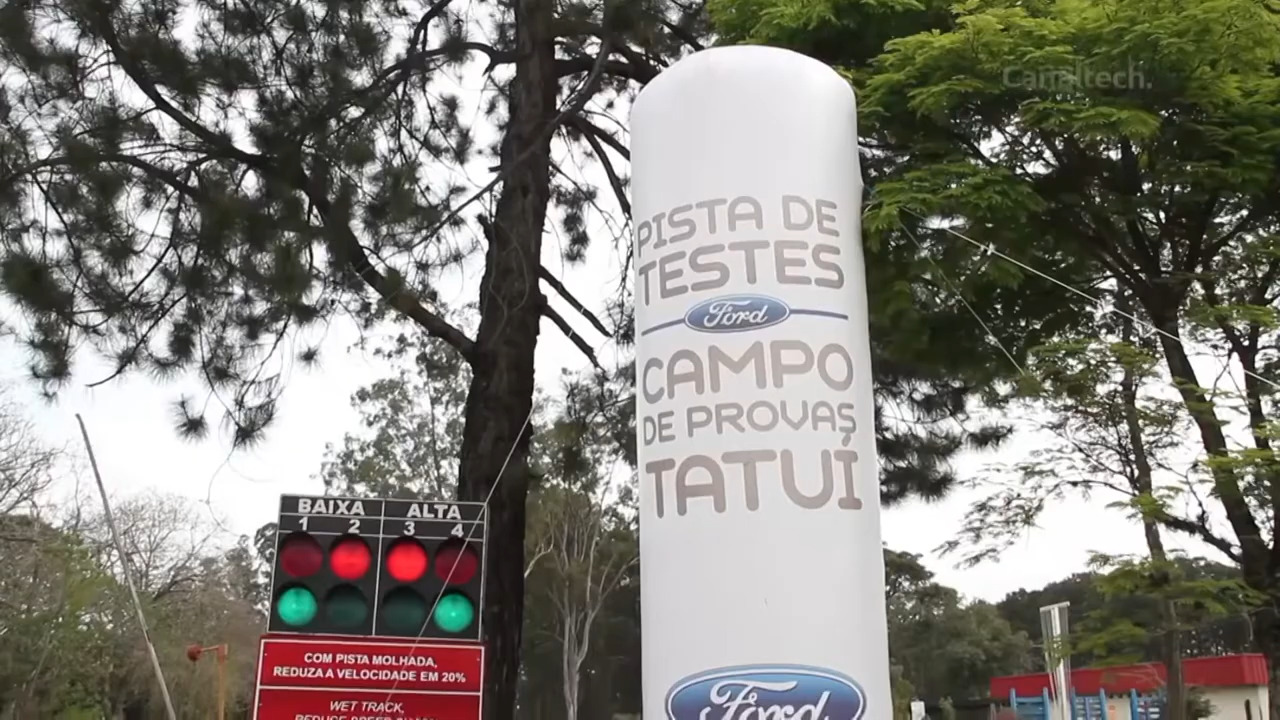 Canaltech.
PISTA DE
TESTES
Ford
CAMPO
DE PROVAS
TATUÍ
BAIXA ALTA
1 2 3 4
COM PISTA MOLHADA,
REDUZA A VELOCIDADE EM 20%
WET TRACK,
Ford